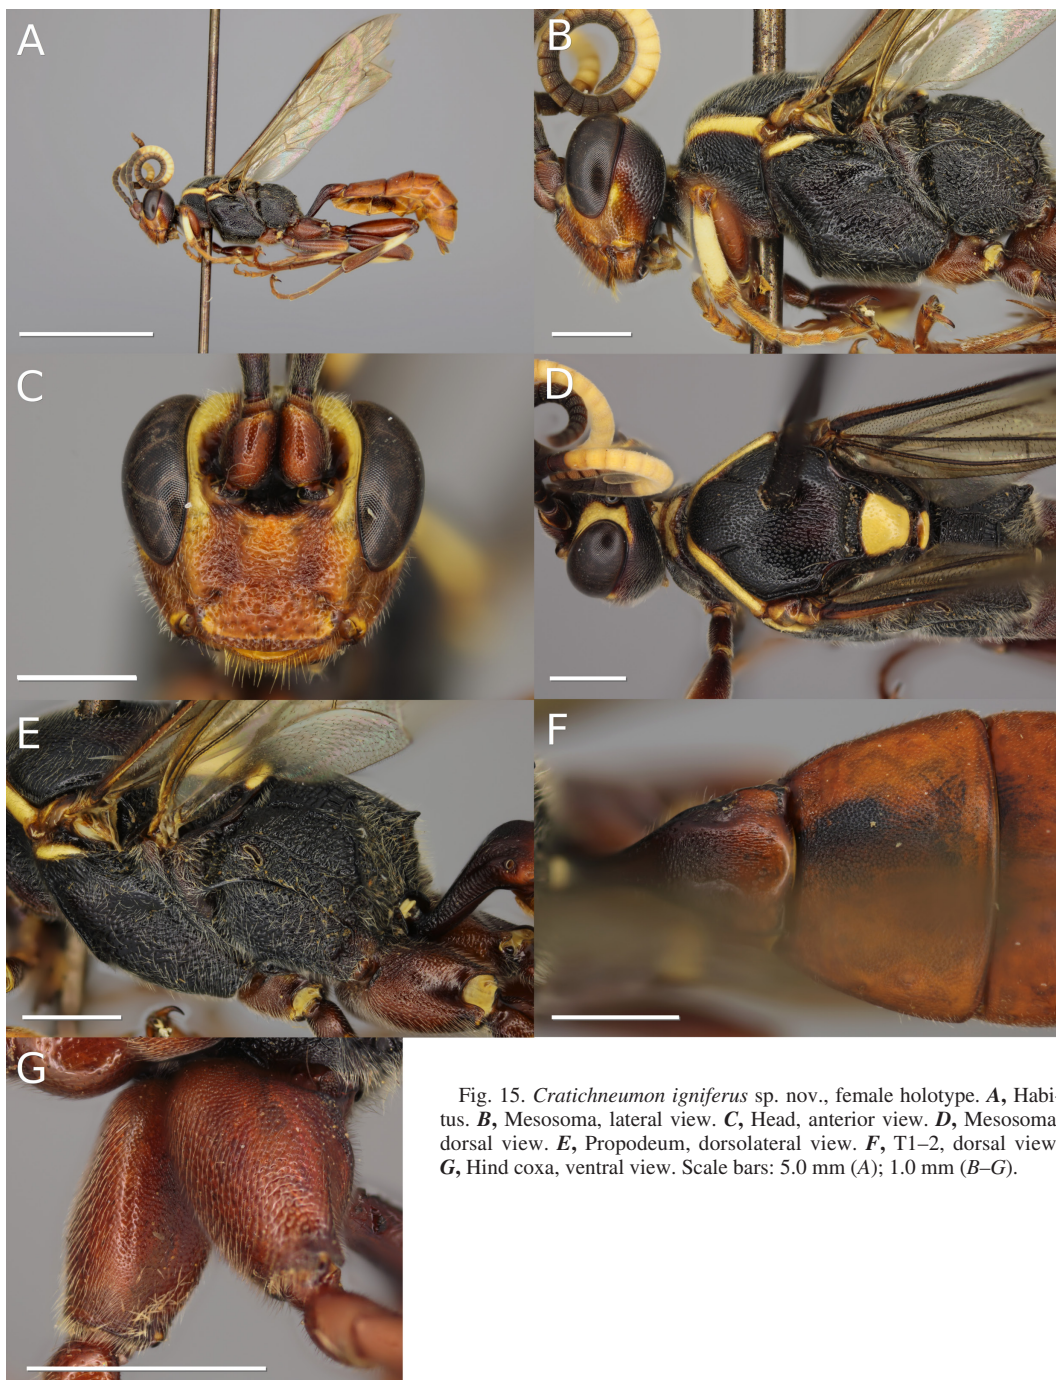 A
B
C
D
E
F
G
Fig. 15. Cratichneumon igniferus sp. nov., female holotype. A, Habi-
tus. B, Mesosoma, lateral view. C, Head, anterior view. D, Mesosoma
dorsal view. E, Propodeum, dorsolateral view. F, T1–2, dorsal view
G, Hind coxa, ventral view. Scale bars: 5.0 mm (A); 1.0 mm (B–G).